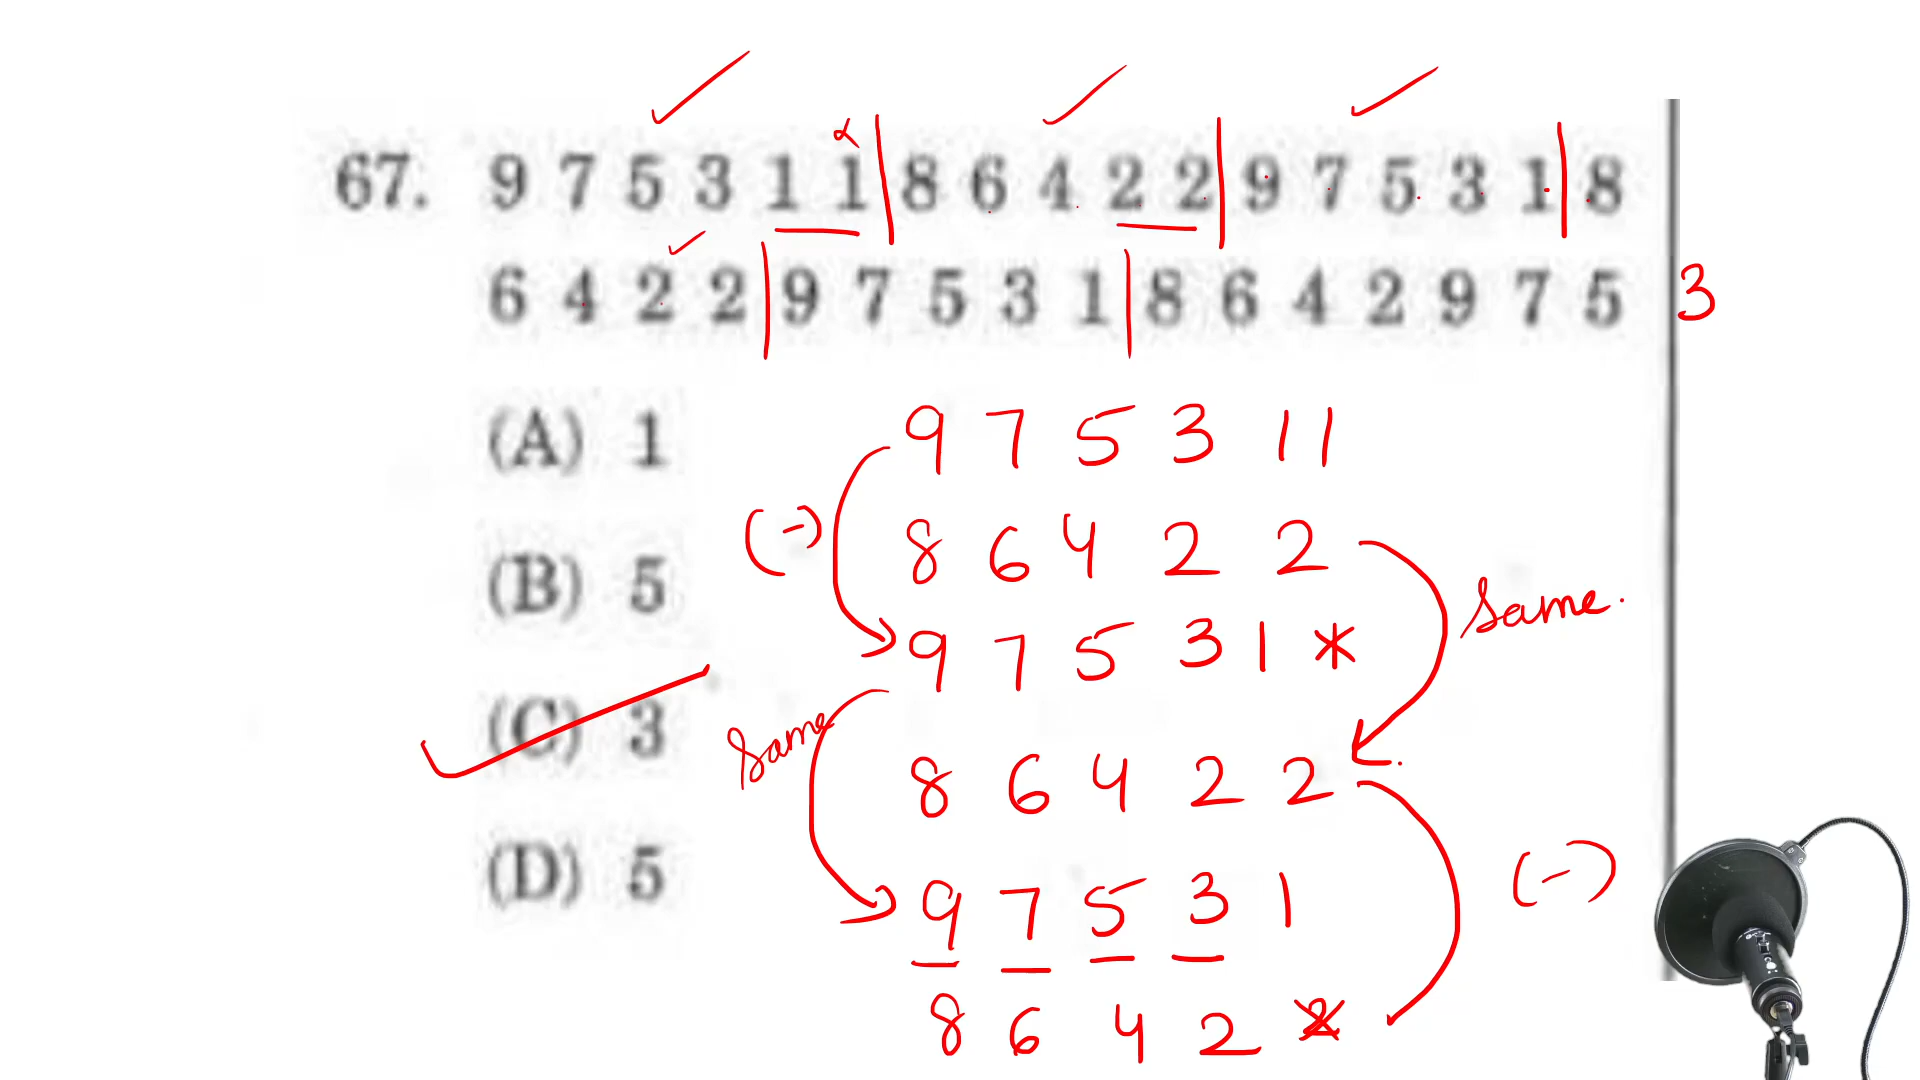 67. 9 7 5 3 1 1 8 6 4 2 2 9 7 5 3 1 8
6 4 2 2 9 7 5 3 1 8 6 4 2 9 7 5 3
(A) 1
(B) 5
(C) 3
(D) 5
9 7 5 3 1 1
(-) 8 6 4 2 2
9 7 5 3 1 * Same.
Same
8 6 4 2 2
9 7 5 3 1 (-)
8 6 4 2